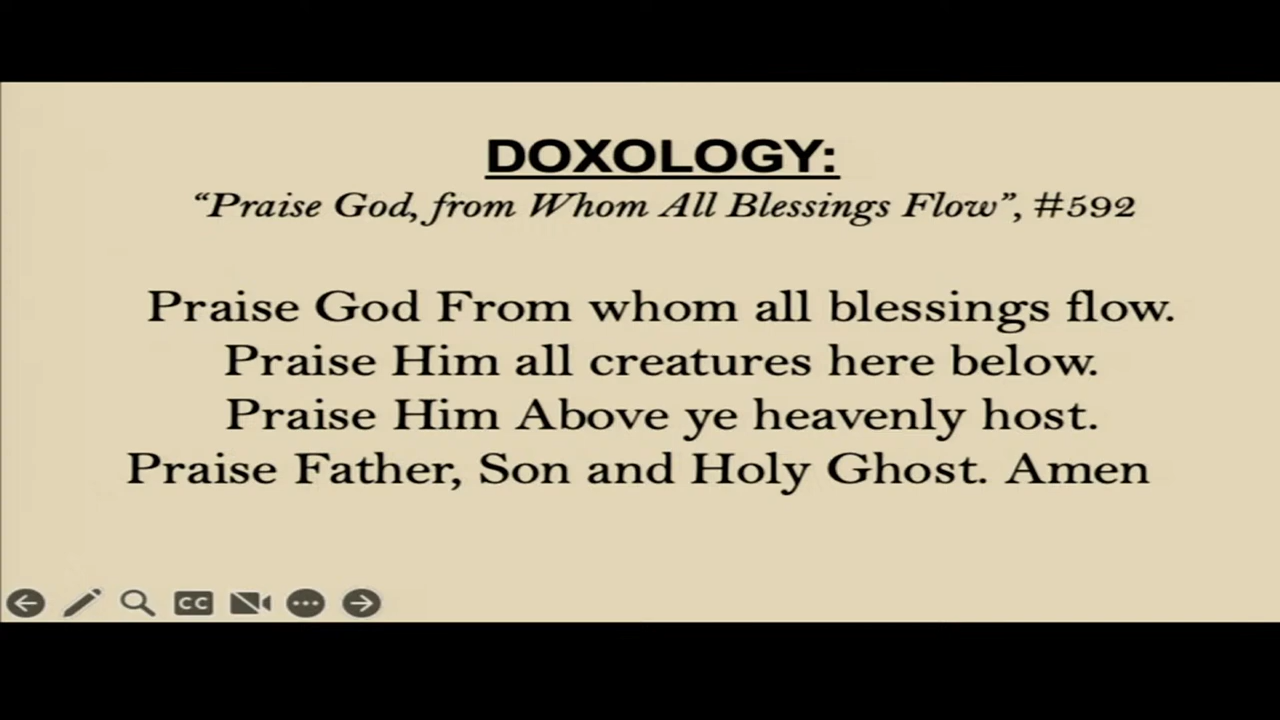 DOXOLOGY:
“Praise God, from Whom All Blessings Flow”, #592
Praise God From whom all blessings flow.
Praise Him all creatures here below.
Praise Him Above ye heavenly host.
Praise Father, Son and Holy Ghost. Amen
CC